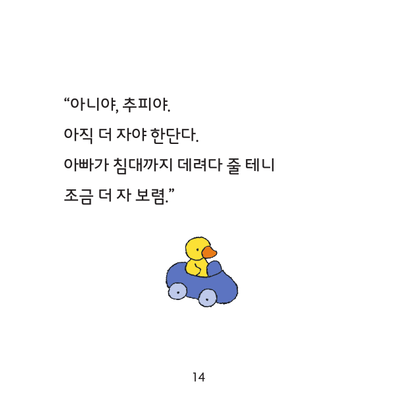 “아니야, 추피야.
아직 더 자야 한단다.
아빠가 침대까지 데려다 줄 테니
조금 더 자 보렴.”
14